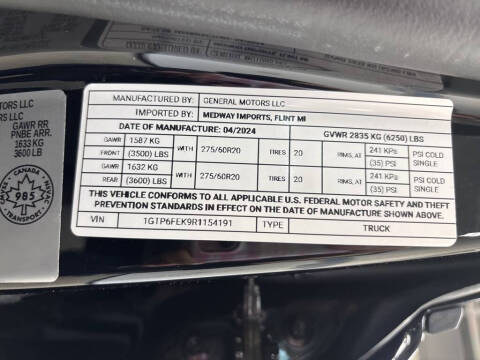 MANUFACTURED BY: GENERAL MOTORS LLC
IMPORTED BY: MEDWAY IMPORTS, FLINT MI
DATE OF MANUFACTURE: 04/2024 GVWR 2835 KG (6250) LBS
GAWR 1587 KG WITH 275/60R20 TIRES 20 RIMS, AT 241 KPa PSI COLD
FRONT (3500) LBS (35) PSI SINGLE
GAWR 1632 KG WITH 275/60R20 TIRES 20 RIMS, AT 241 KPa PSI COLD
REAR (3600) LBS (35) PSI SINGLE
THIS VEHICLE CONFORMS TO ALL APPLICABLE U.S. FEDERAL MOTOR SAFETY AND THEFT
PREVENTION STANDARDS IN EFFECT ON THE DATE OF MANUFACTURE SHOWN ABOVE.
VIN 1GTP6FEK9R1154191 TYPE TRUCK
TORS LLC
RS LLC
GAWR RR
PNBE ARR.
1633 KG
3600 LB
CANADA
985
TRANSPORT